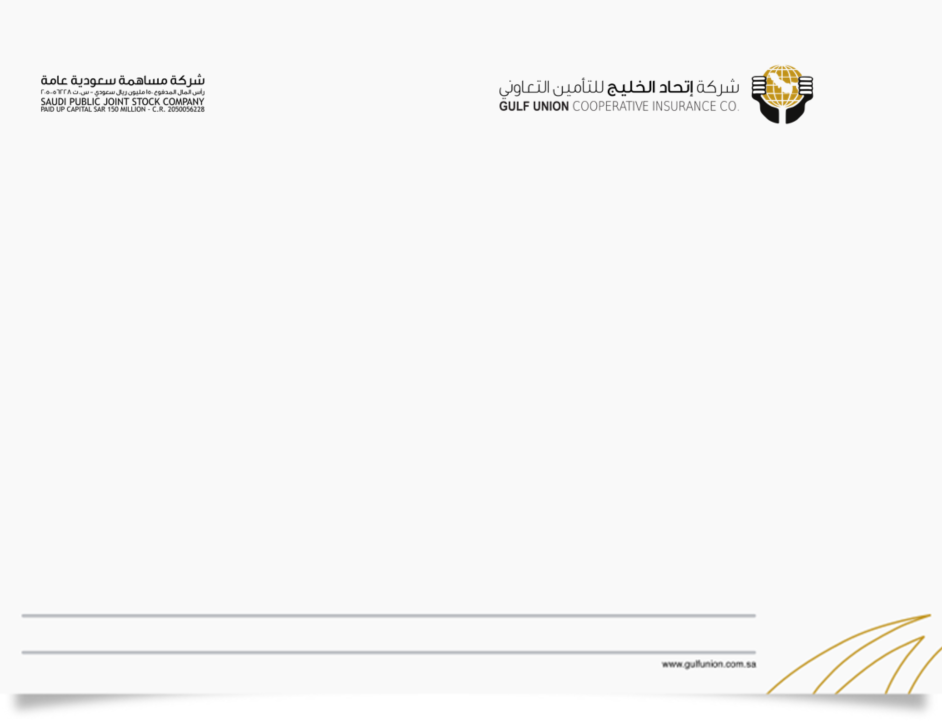 شركة مساهمة سعودية عامة
رأس المال المدفوع ١٥٠ مليون ريال سعودي - س.ت. ٢٠٥٠٠٥٦٢٢٨
SAUDI PUBLIC JOINT STOCK COMPANY
PAID UP CAPITAL SAR 150 MILLION - C.R. 2050056228
شركة إتحاد الخليج للتأمين التعاوني
GULF UNION COOPERATIVE INSURANCE CO.
www.gulfunion.com.sa